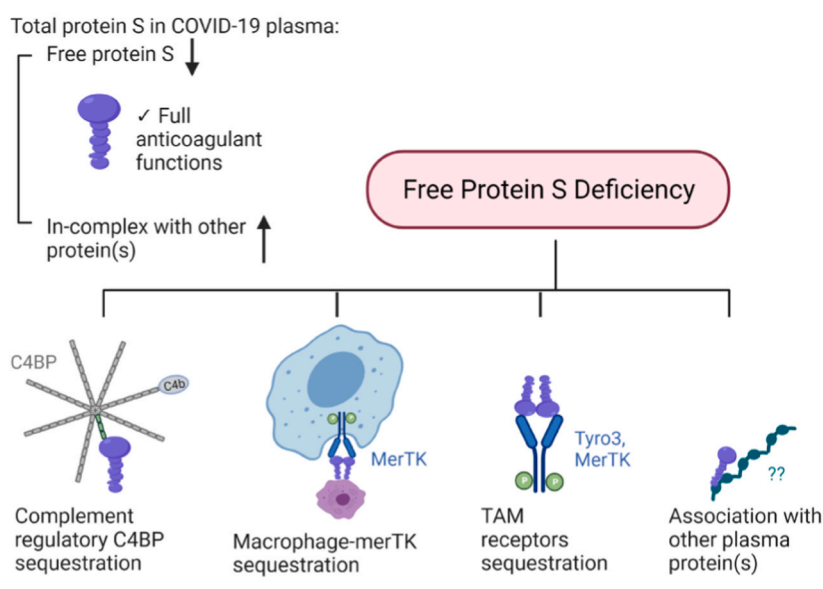 Total protein S in COVID-19 plasma:
Free protein S
✓ Full
anticoagulant
functions
In-complex with other
protein(s)
Free Protein S Deficiency
C4BP
C4b
Complement
regulatory C4BP
sequestration
P P
MerTK
Macrophage-merTK
sequestration
Tyro3,
MerTK
P P
TAM
receptors
sequestration
??
Association with
other plasma
protein(s)